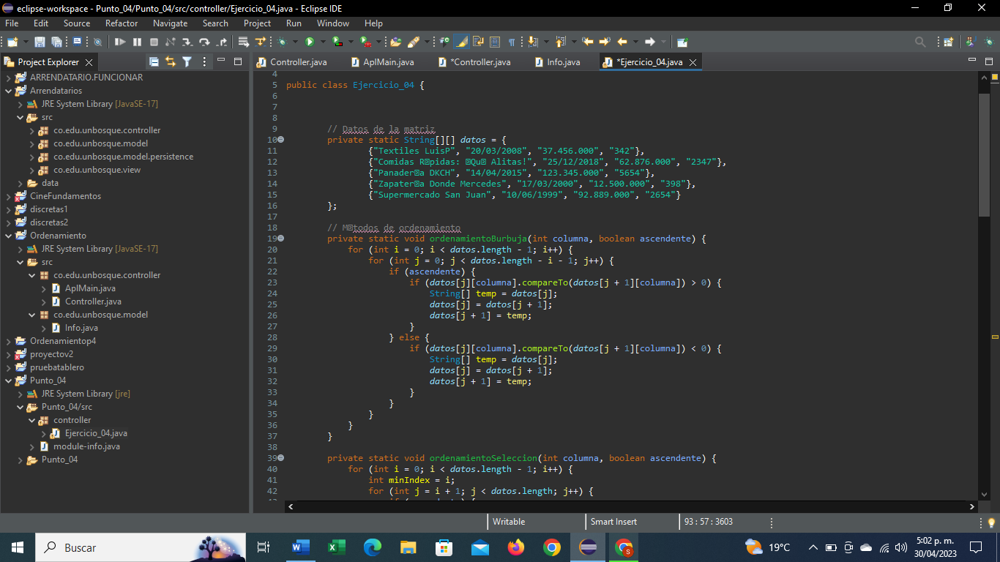 eclipse-workspace - Punto_04/Punto_04/src/controller/Ejercicio_04.java - Eclipse IDE
File Edit Source Refactor Navigate Search Project Run Window Help
Project Explorer
Controller.java AplMain.java *Controller.java Info.java *Ejercicio_04.java
ARRENDATARIO.FUNCIONAR
Arrendatarios
JRE System Library [JavaSE-17]
src
co.edu.unbosque.controller
co.edu.unbosque.model
co.edu.unbosque.model.persistence
co.edu.unbosque.view
data
CineFundamentos
discretas1
discretas2
Ordenamiento
JRE System Library [JavaSE-17]
src
co.edu.unbosque.controller
AplMain.java
Controller.java
co.edu.unbosque.model
Info.java
Ordenamientop4
proyectov2
pruebatablero
Punto_04
JRE System Library [jre]
Punto_04/src
controller
Ejercicio_04.java
module-info.java
Punto_04
4
5 public class Ejercicio_04 {
6
7
8
9 // Datos de la matriz
10 private static String[][] datos = {
11 {"Textiles LuisP", "20/03/2008", "37.456.000", "342"},
12 {"Comidas R�pidas: �Qu� Alitas!", "25/12/2018", "62.876.000", "2347"},
13 {"Panader�a DKCH", "14/04/2015", "123.345.000", "5654"},
14 {"Zapater�a Donde Mercedes", "17/03/2000", "12.500.000", "398"},
15 {"Supermercado San Juan", "10/06/1999", "92.889.000", "2654"}
16 };
17
18 // M�todos de ordenamiento
19 private static void ordenamientoBurbuja(int columna, boolean ascendente) {
20 for (int i = 0; i < datos.length - 1; i++) {
21 for (int j = 0; j < datos.length - i - 1; j++) {
22 if (ascendente) {
23 if (datos[j][columna].compareTo(datos[j + 1][columna]) > 0) {
24 String[] temp = datos[j];
25 datos[j] = datos[j + 1];
26 datos[j + 1] = temp;
27 }
28 } else {
29 if (datos[j][columna].compareTo(datos[j + 1][columna]) < 0) {
30 String[] temp = datos[j];
31 datos[j] = datos[j + 1];
32 datos[j + 1] = temp;
33 }
34 }
35 }
36 }
37 }
38
39 private static void ordenamientoSeleccion(int columna, boolean ascendente) {
40 for (int i = 0; i < datos.length - 1; i++) {
41 int minIndex = i;
42 for (int j = i + 1; j < datos.length; j++) {
Writable Smart Insert 93 : 57 : 3603
Buscar
19°C
5:02 p. m.
30/04/2023